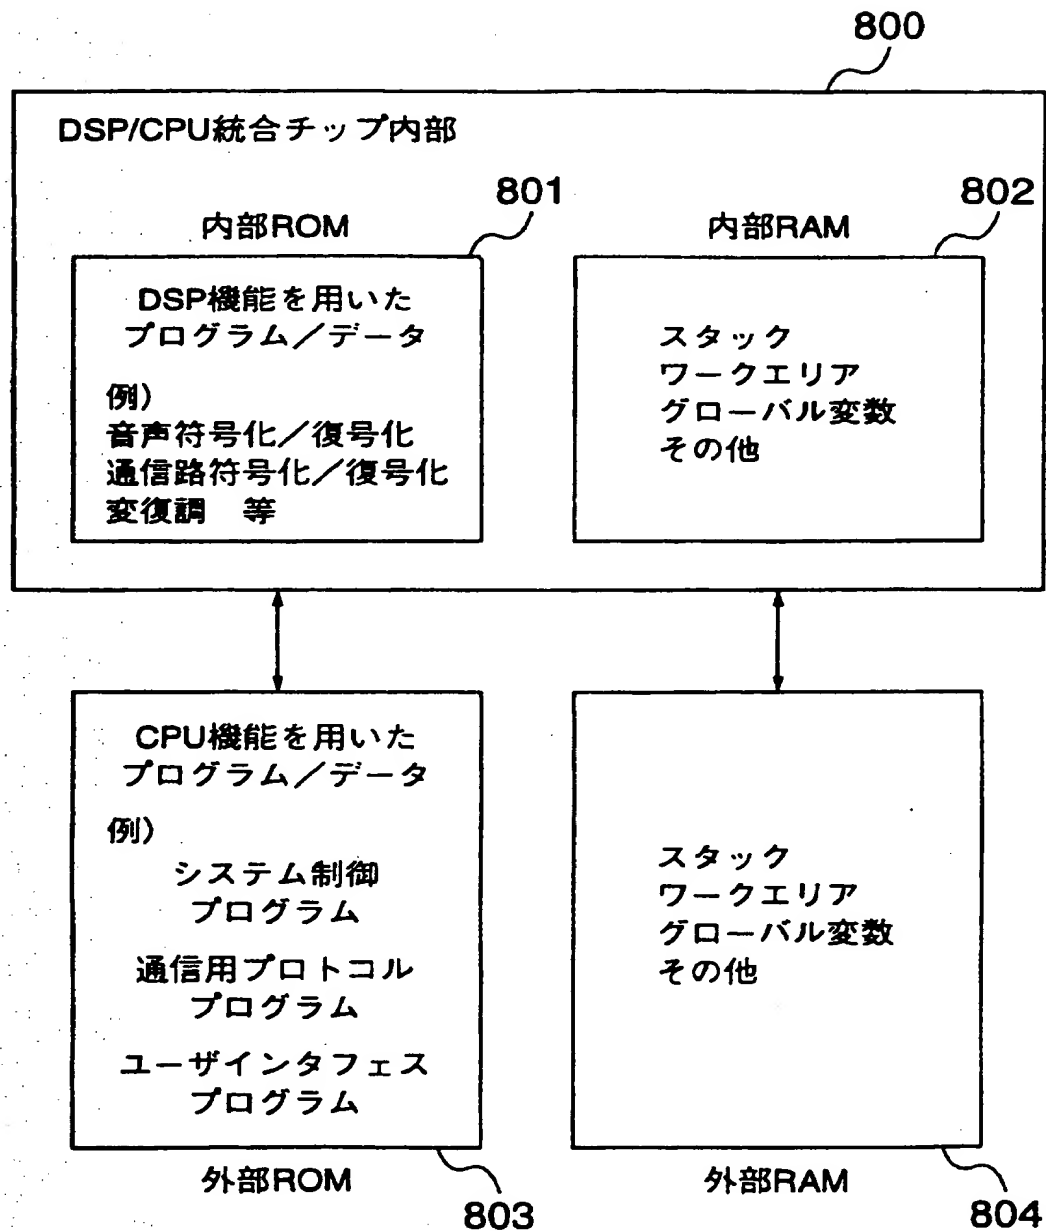 800
DSP/CPU統合チップ内部
801
内部ROM
DSP機能を用いた
プログラム／データ
例）
音声符号化／復号化
通信路符号化／復号化
変復調　等
802
内部RAM
スタック
ワークエリア
グローバル変数
その他
CPU機能を用いた
プログラム／データ
例）
システム制御
プログラム
通信用プロトコル
プログラム
ユーザインタフェス
プログラム
外部ROM
803
スタック
ワークエリア
グローバル変数
その他
外部RAM
804